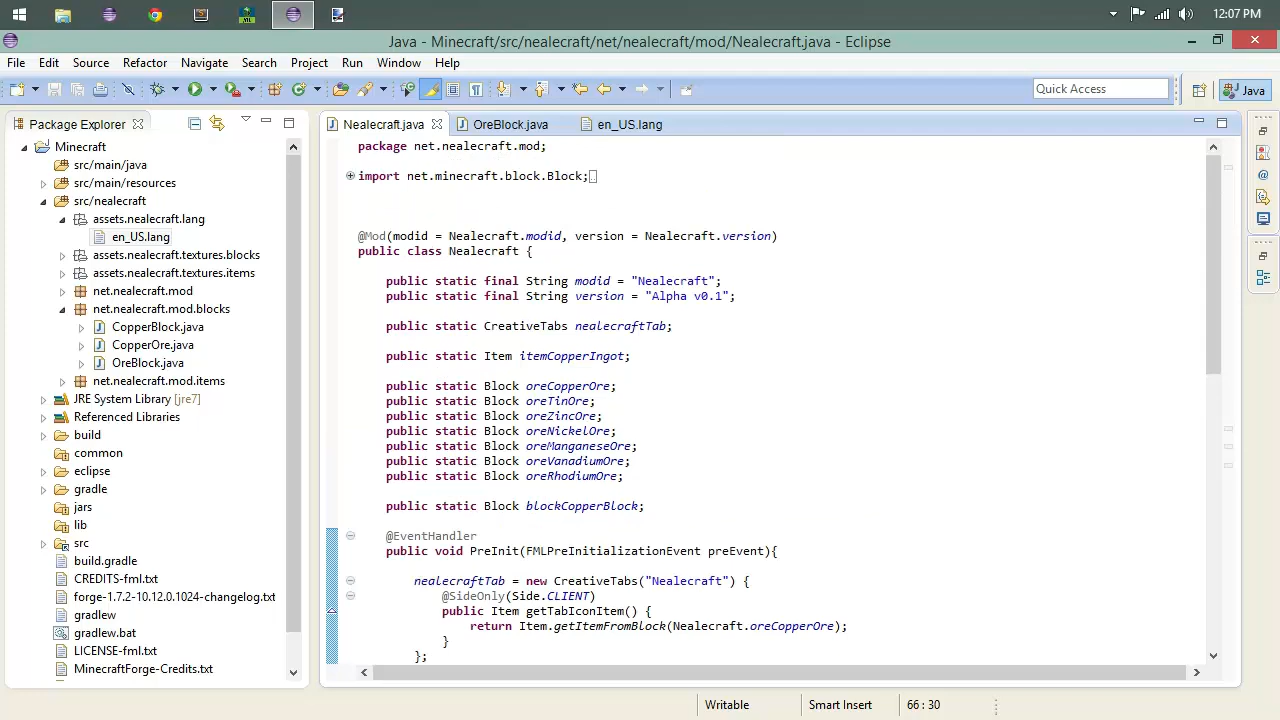 12:07 PM
Java - Minecraft/src/nealecraft/net/nealecraft/mod/Nealecraft.java - Eclipse
File Edit Source Refactor Navigate Search Project Run Window Help
Quick Access
Java
Package Explorer
Minecraft
src/main/java
src/main/resources
src/nealecraft
assets.nealecraft.lang
en_US.lang
assets.nealecraft.textures.blocks
assets.nealecraft.textures.items
net.nealecraft.mod
net.nealecraft.mod.blocks
CopperBlock.java
CopperOre.java
OreBlock.java
net.nealecraft.mod.items
JRE System Library [jre7]
Referenced Libraries
build
common
eclipse
gradle
jars
lib
src
build.gradle
CREDITS-fml.txt
forge-1.7.2-10.12.0.1024-changelog.txt
gradlew
gradlew.bat
LICENSE-fml.txt
MinecraftForge-Credits.txt
Nealecraft.java OreBlock.java en_US.lang
package net.nealecraft.mod;
import net.minecraft.block.Block;
@Mod(modid = Nealecraft.modid, version = Nealecraft.version)
public class Nealecraft {
public static final String modid = "Nealecraft";
public static final String version = "Alpha v0.1";
public static CreativeTabs nealecraftTab;
public static Item itemCopperIngot;
public static Block oreCopperOre;
public static Block oreTinOre;
public static Block oreZincOre;
public static Block oreNickelOre;
public static Block oreManganeseOre;
public static Block oreVanadiumOre;
public static Block oreRhodiumOre;
public static Block blockCopperBlock;
@EventHandler
public void PreInit(FMLPreInitializationEvent preEvent){
nealecraftTab = new CreativeTabs("Nealecraft") {
@SideOnly(Side.CLIENT)
public Item getTabIconItem() {
return Item.getItemFromBlock(Nealecraft.oreCopperOre);
}
};
Writable Smart Insert 66 : 30